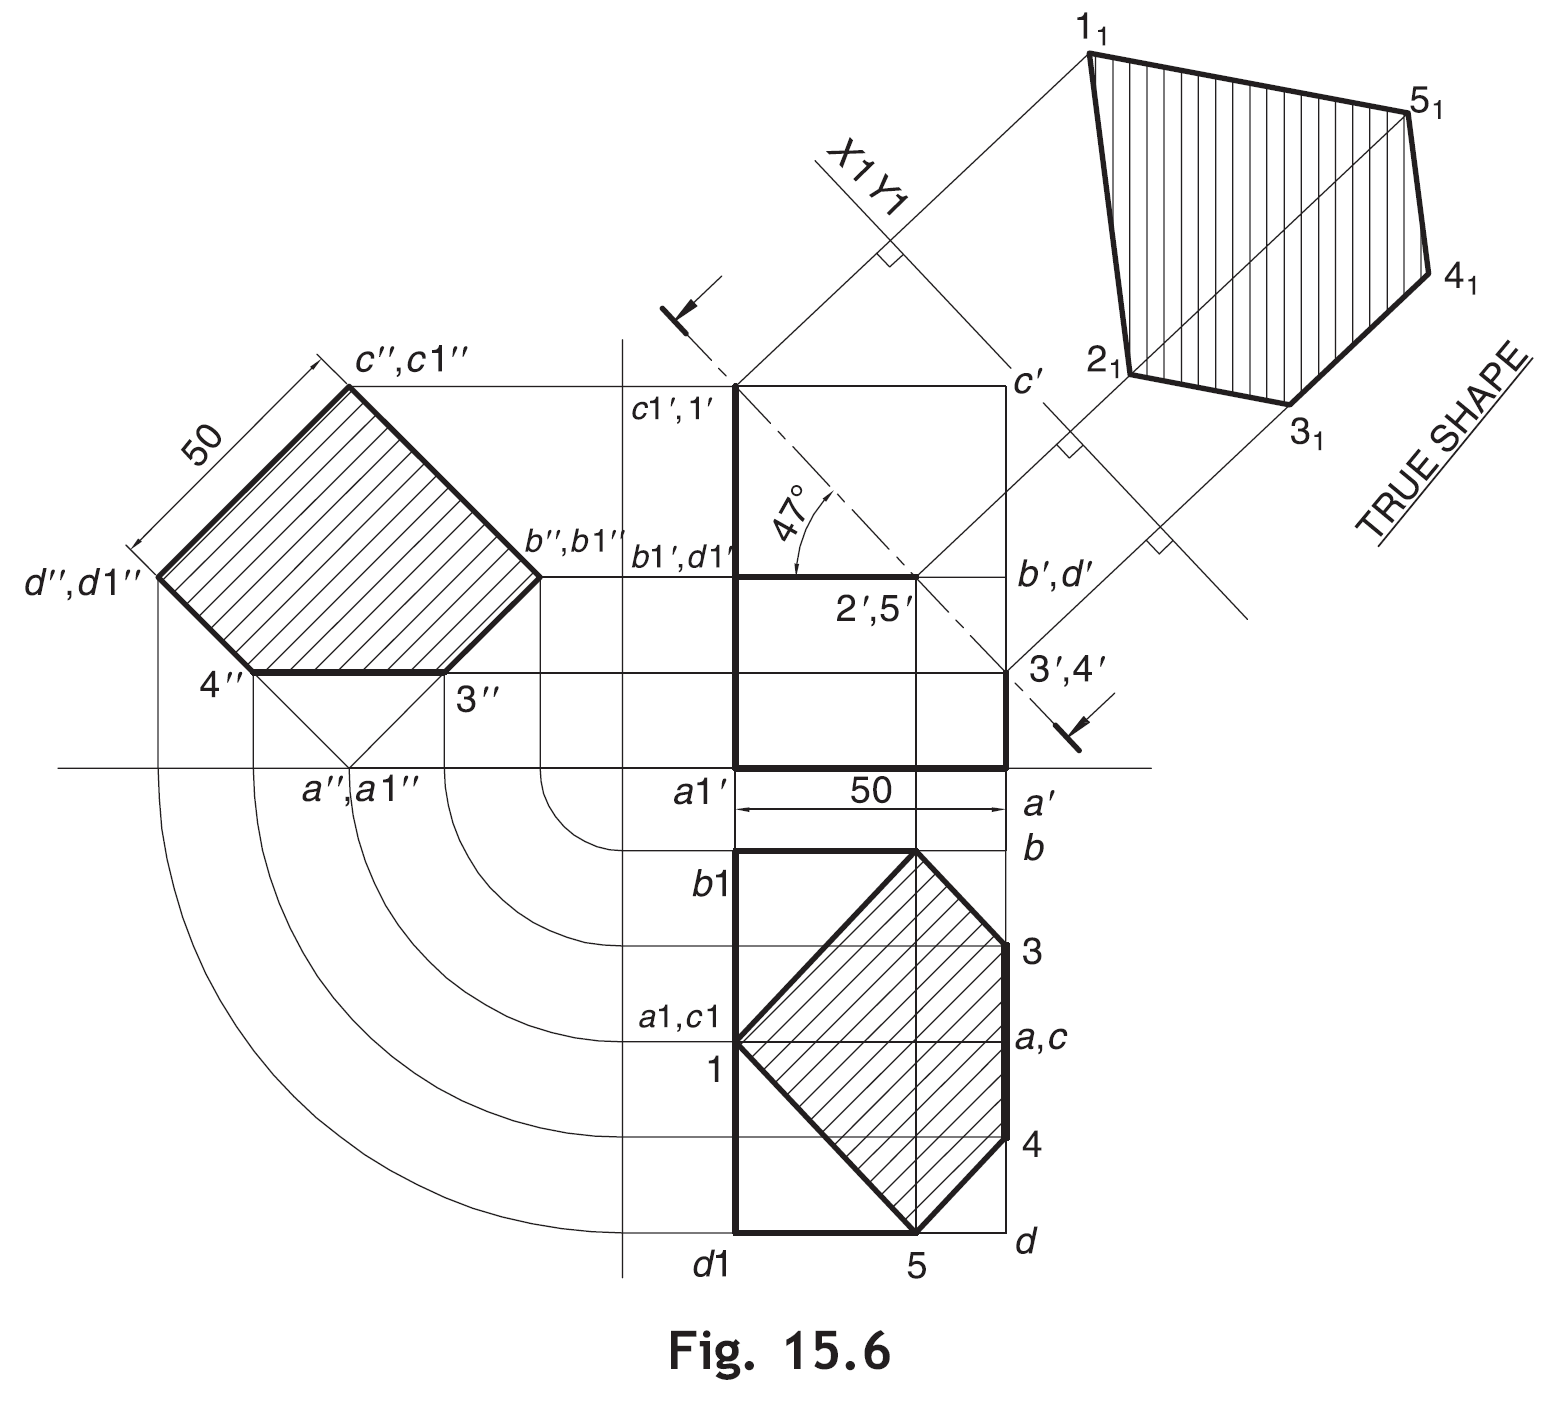 1₁
5₁
X1Y1
4₁
2₁
3₁
TRUE SHAPE
c'',c1''
50
c1',1'
c'
47°
b'',b1''
b1',d1'
b',d'
d'',d1''
2',5'
3',4'
4''
3''
a'',a1''
a1'
50
a'
b
b1
3
a1,c1
a,c
1
4
d
d1
5
Fig. 15.6